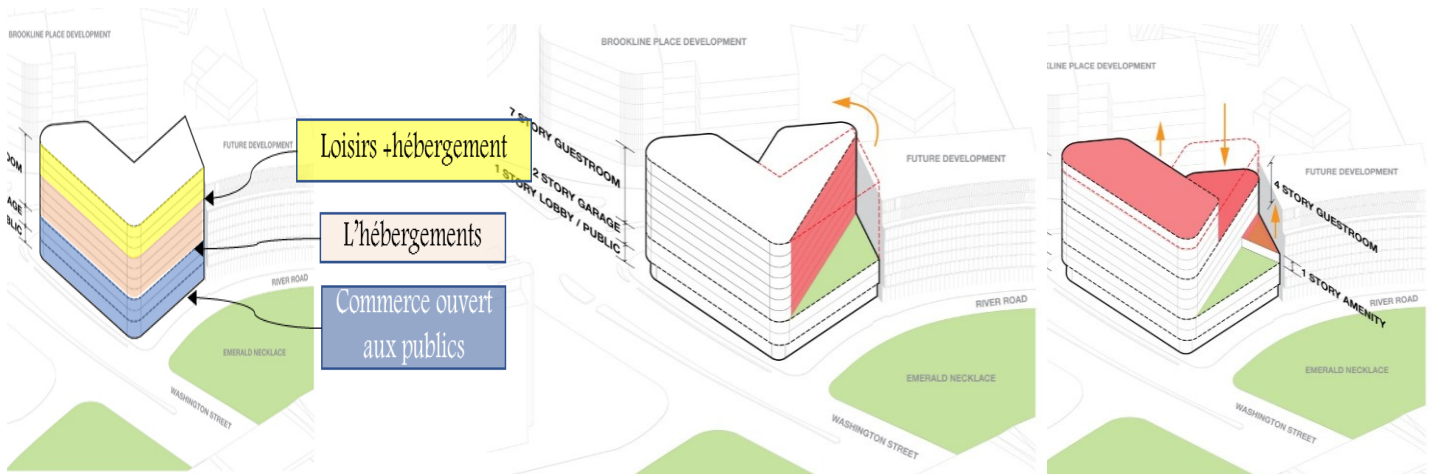 BROOKLINE PLACE DEVELOPMENT
FUTURE DEVELOPMENT
Loisirs +hébergement
L'hébergements
Commerce ouvert
aux publics
RIVER ROAD
EMERALD NECKLACE
WASHINGTON STREET
BROOKLINE PLACE DEVELOPMENT
7 STORY GUESTROOM
2 STORY GARAGE
1 STORY LOBBY / PUBLIC
FUTURE DEVELOPMENT
RIVER ROAD
EMERALD NECKLACE
WASHINGTON STREET
PLACE DEVELOPMENT
FUTURE DEVELOPMENT
4 STORY GUESTROOM
1 STORY AMENITY
RIVER ROAD
EMERALD NECKLACE
WASHINGTON STREET